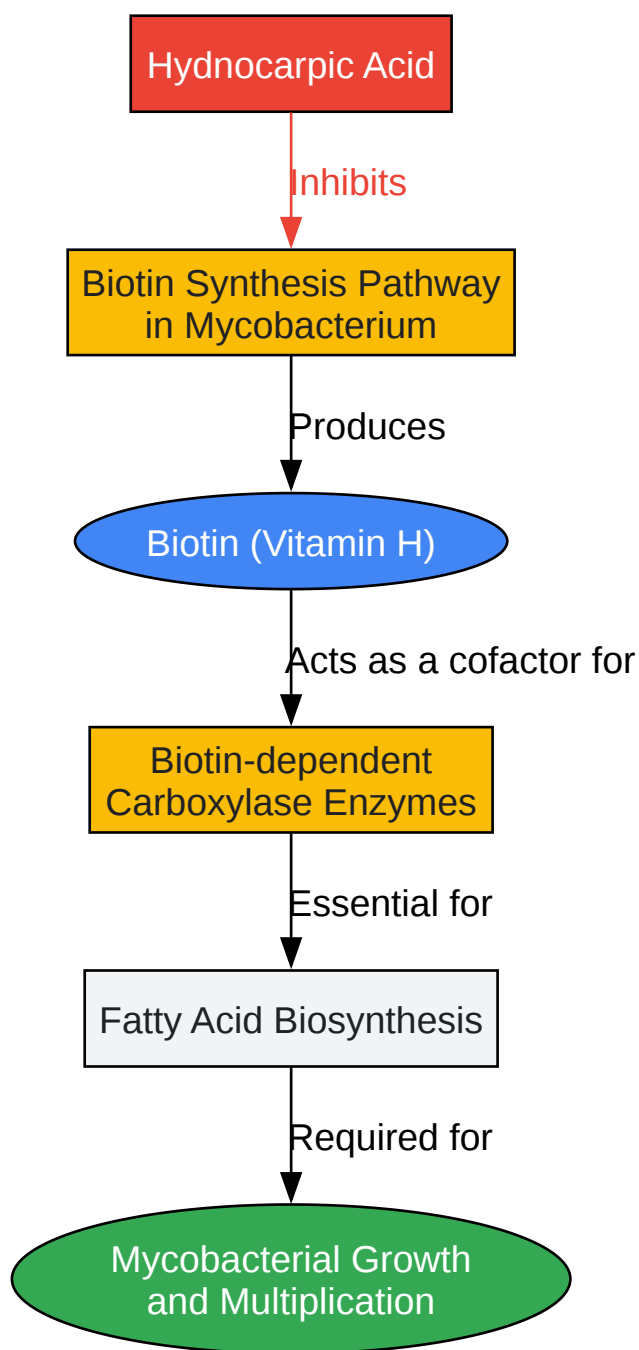 Hydnocarpic Acid
Inhibits
Biotin Synthesis Pathway
in Mycobacterium
Produces
Biotin (Vitamin H)
Acts as a cofactor for
Biotin-dependent
Carboxylase Enzymes
Essential for
Fatty Acid Biosynthesis
Required for
Mycobacterial Growth
and Multiplication